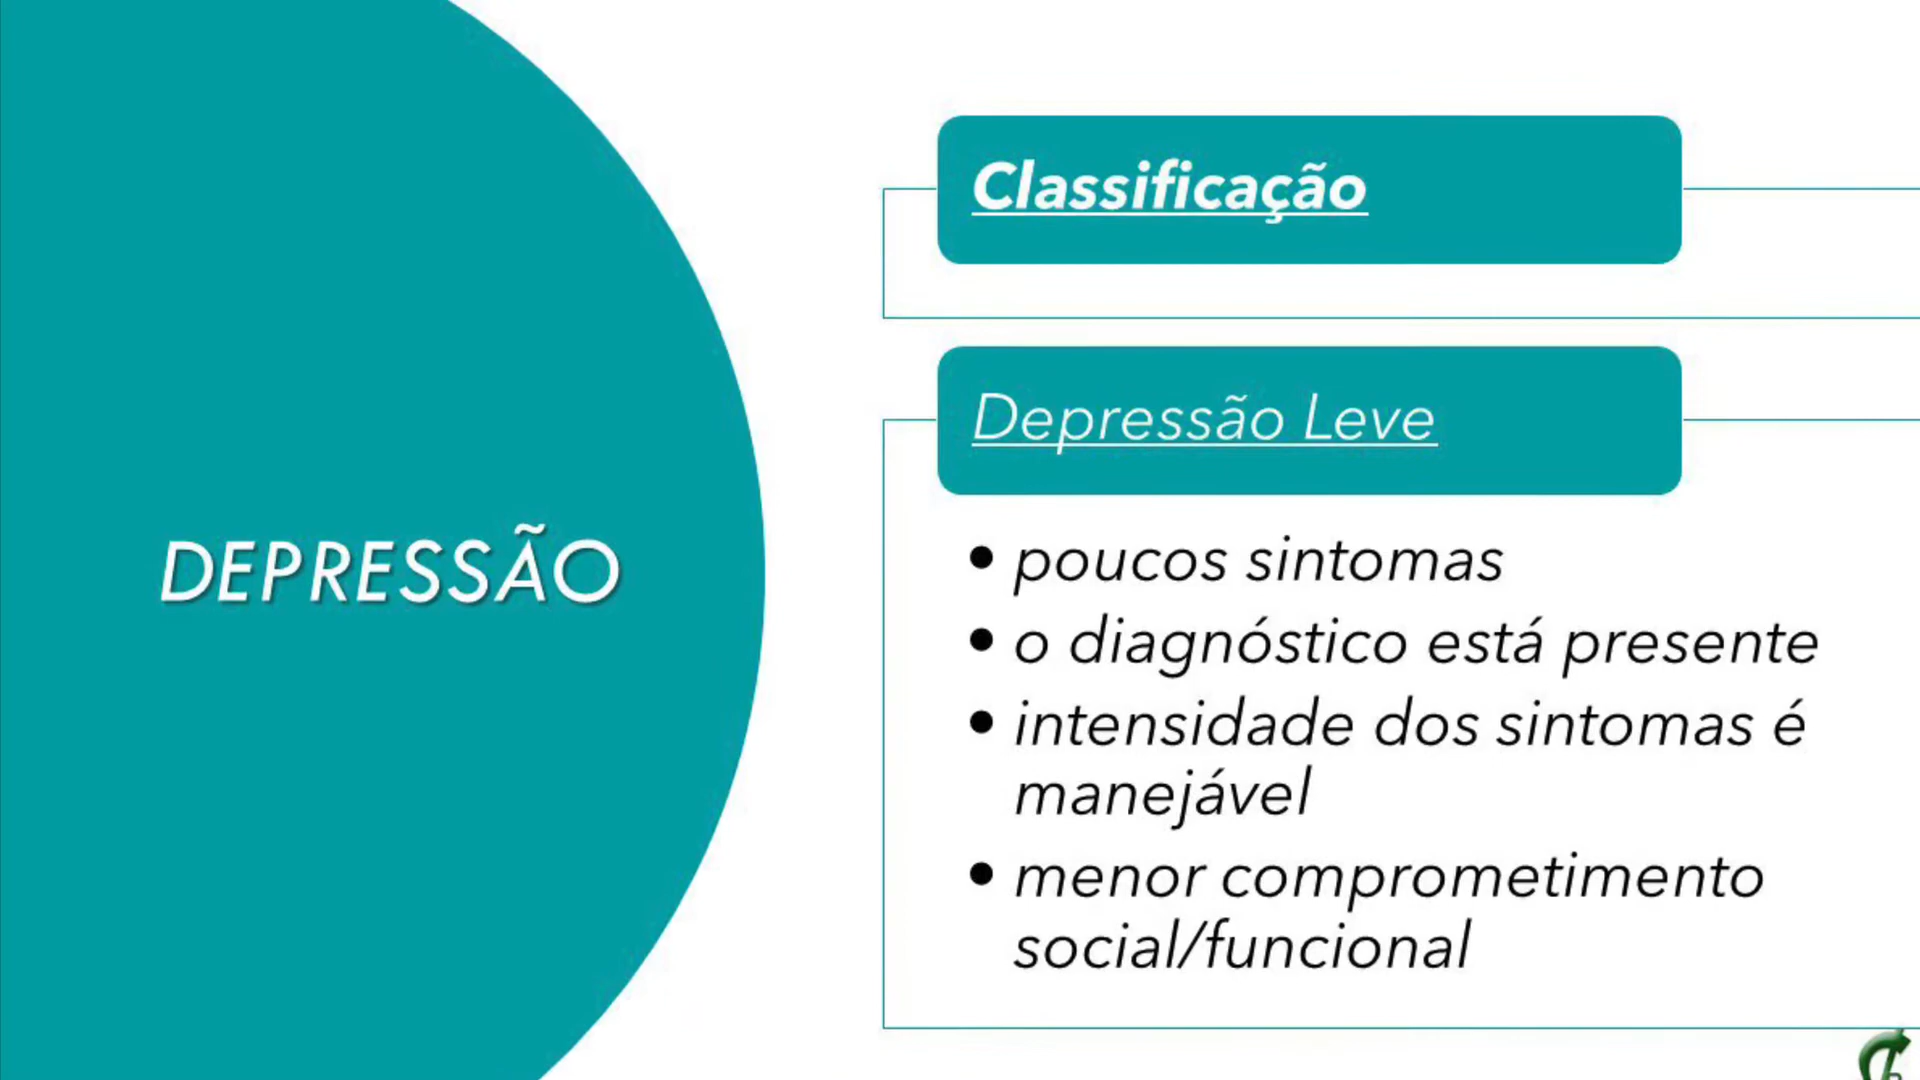 DEPRESSÃO
Classificação
Depressão Leve
• poucos sintomas
• o diagnóstico está presente
• intensidade dos sintomas é
manejável
• menor comprometimento
social/funcional